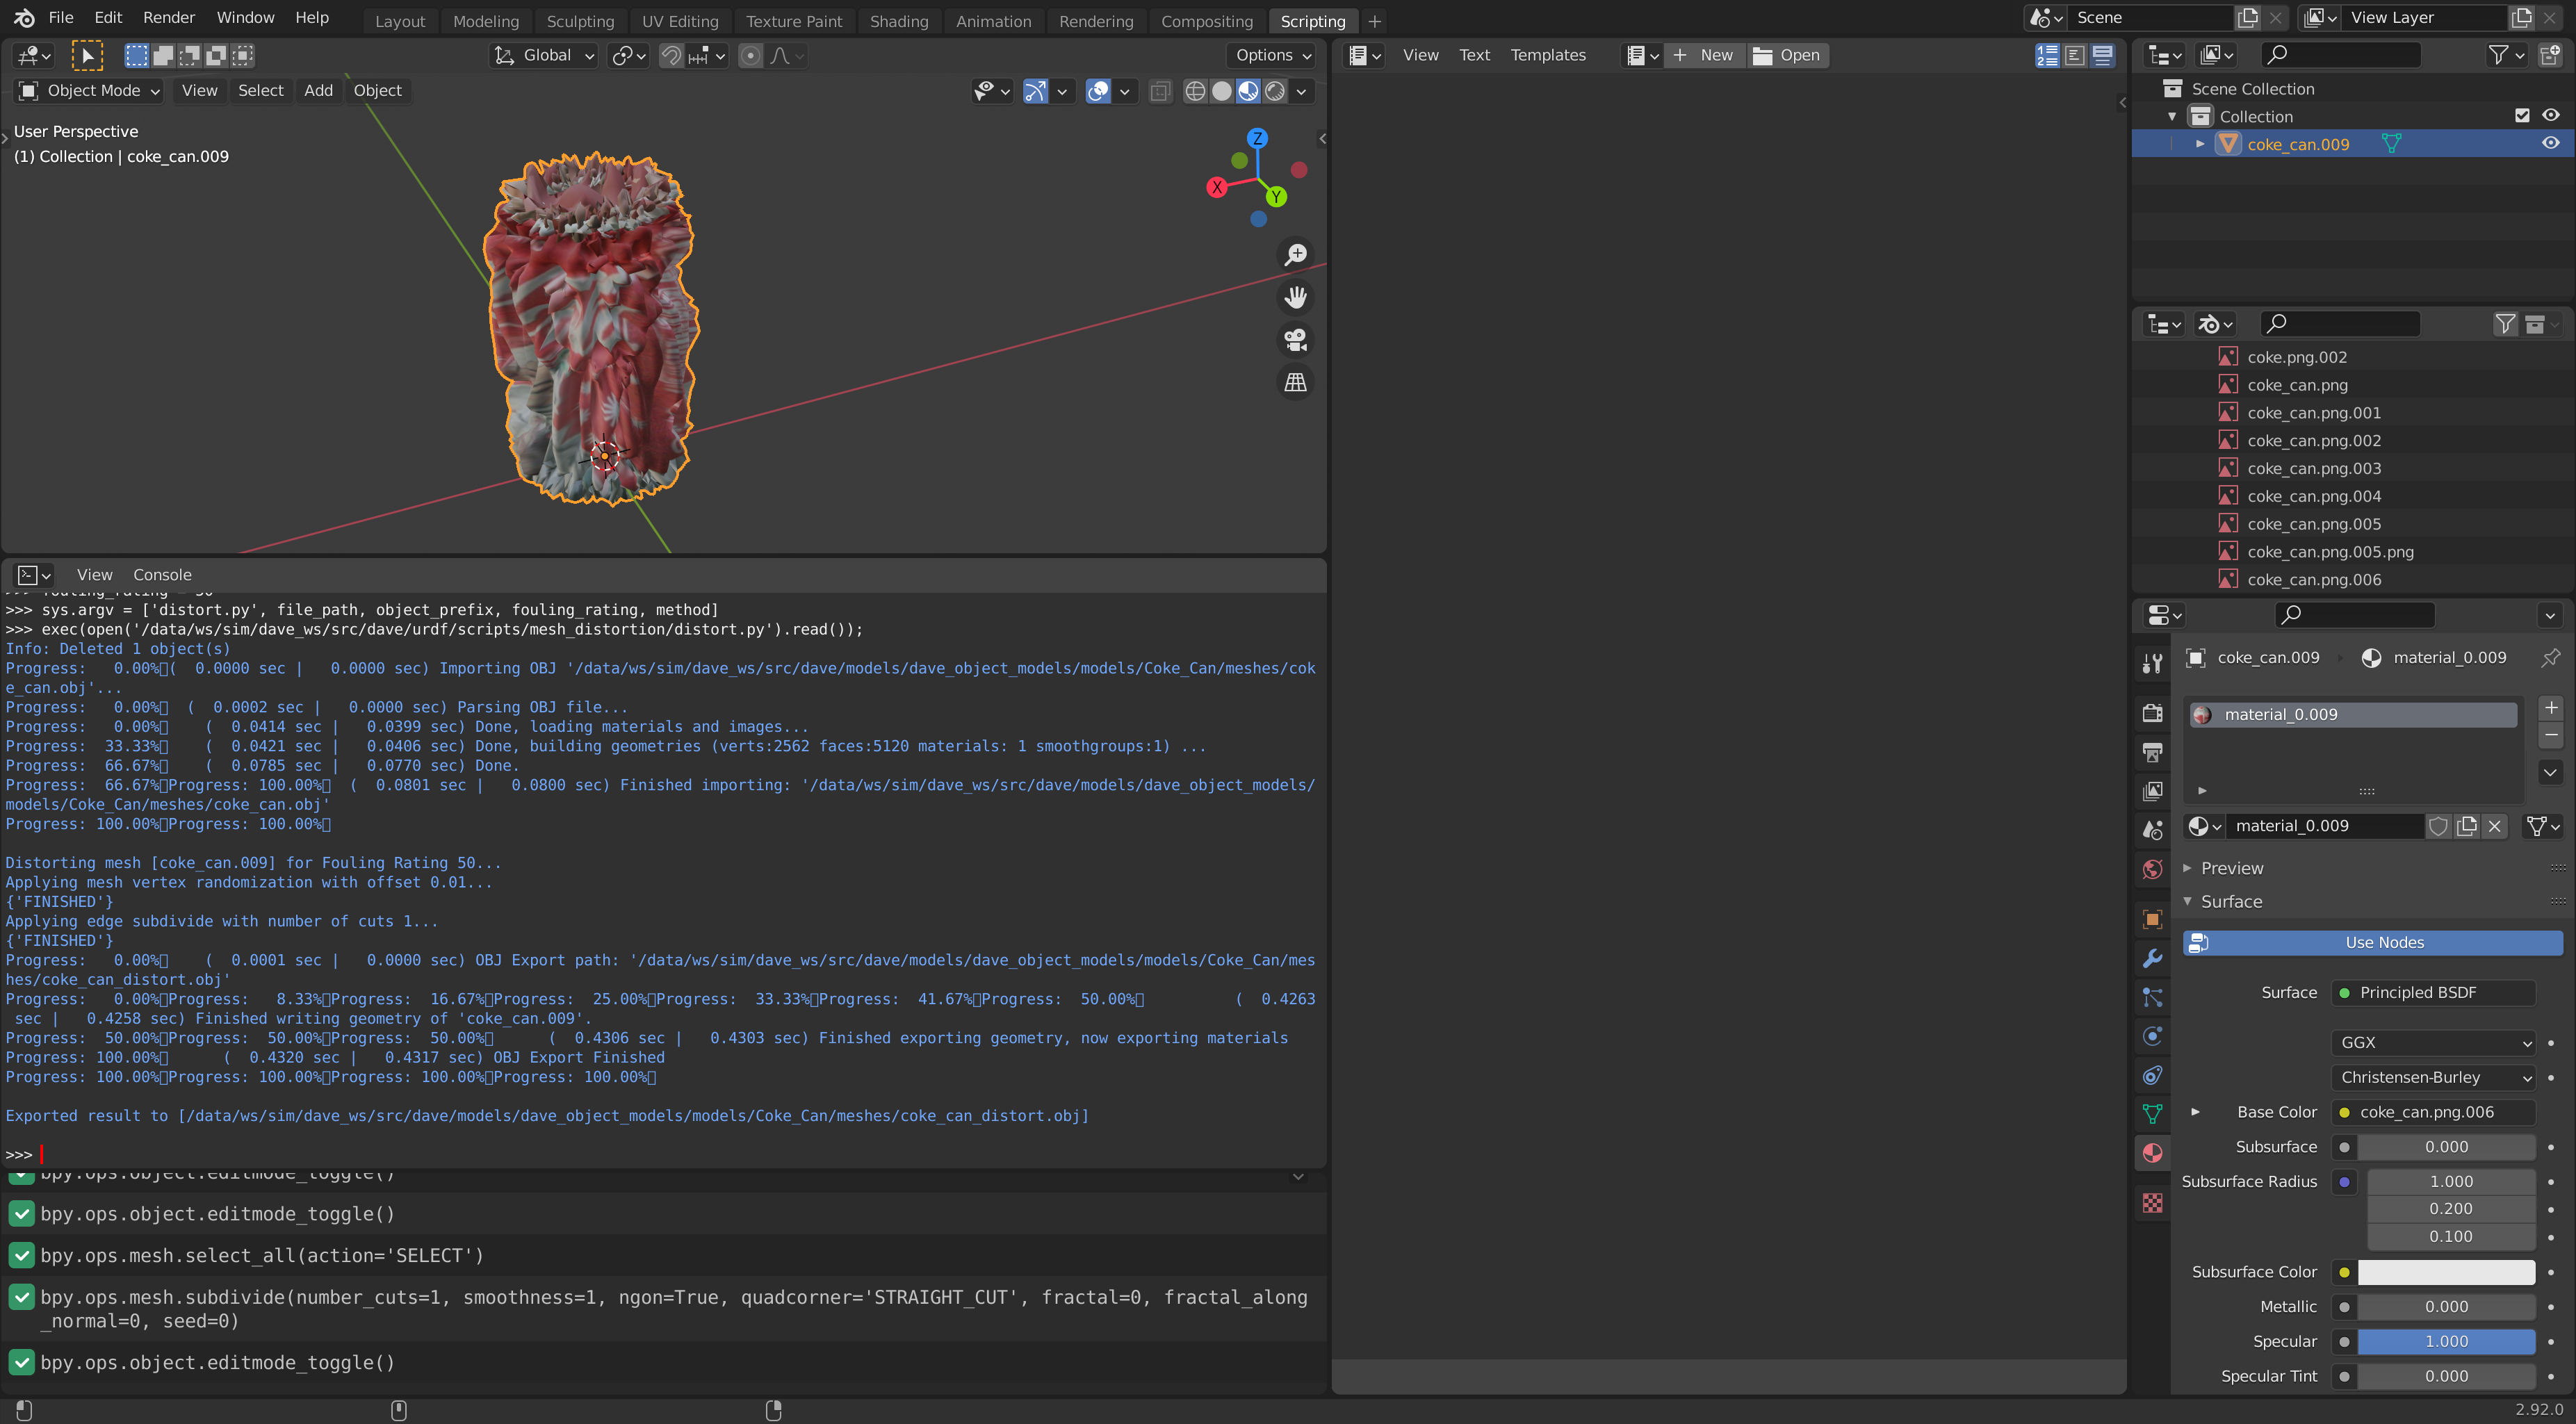 File Edit Render Window Help Layout Modeling Sculpting UV Editing Texture Paint Shading Animation Rendering Compositing Scripting + Scene View Layer
Global Options
Object Mode View Select Add Object
User Perspective
(1) Collection | coke_can.009
Z
X
Y
View Console
>>> sys.argv = ['distort.py', file_path, object_prefix, fouling_rating, method]
>>> exec(open('/data/ws/sim/dave_ws/src/dave/urdf/scripts/mesh_distortion/distort.py').read());
Info: Deleted 1 object(s)
Progress:   0.00% (  0.0000 sec |   0.0000 sec) Importing OBJ '/data/ws/sim/dave_ws/src/dave/models/dave_object_models/models/Coke_Can/meshes/cok
e_can.obj'...
Progress:   0.00%   (  0.0002 sec |   0.0000 sec) Parsing OBJ file...
Progress:   0.00%     (  0.0414 sec |   0.0399 sec) Done, loading materials and images...
Progress:  33.33%     (  0.0421 sec |   0.0406 sec) Done, building geometries (verts:2562 faces:5120 materials: 1 smoothgroups:1) ...
Progress:  66.67%     (  0.0785 sec |   0.0770 sec) Done.
Progress:  66.67% Progress: 100.00%   (  0.0801 sec |   0.0800 sec) Finished importing: '/data/ws/sim/dave_ws/src/dave/models/dave_object_models/
models/Coke_Can/meshes/coke_can.obj'
Progress: 100.00% Progress: 100.00%
Distorting mesh [coke_can.009] for Fouling Rating 50...
Applying mesh vertex randomization with offset 0.01...
{'FINISHED'}
Applying edge subdivide with number of cuts 1...
{'FINISHED'}
Progress:   0.00%     (  0.0001 sec |   0.0000 sec) OBJ Export path: '/data/ws/sim/dave_ws/src/dave/models/dave_object_models/models/Coke_Can/mes
hes/coke_can_distort.obj'
Progress:   0.00% Progress:   8.33% Progress:  16.67% Progress:  25.00% Progress:  33.33% Progress:  41.67% Progress:  50.00%          (  0.4263
 sec |   0.4258 sec) Finished writing geometry of 'coke_can.009'.
Progress:  50.00% Progress:  50.00% Progress:  50.00%      (  0.4306 sec |   0.4303 sec) Finished exporting geometry, now exporting materials
Progress: 100.00%      (  0.4320 sec |   0.4317 sec) OBJ Export Finished
Progress: 100.00% Progress: 100.00% Progress: 100.00% Progress: 100.00%
Exported result to [/data/ws/sim/dave_ws/src/dave/models/dave_object_models/models/Coke_Can/meshes/coke_can_distort.obj]
>>>
bpy.ops.object.editmode_toggle()
bpy.ops.object.editmode_toggle()
bpy.ops.mesh.select_all(action='SELECT')
bpy.ops.mesh.subdivide(number_cuts=1, smoothness=1, ngon=True, quadcorner='STRAIGHT_CUT', fractal=0, fractal_along
_normal=0, seed=0)
bpy.ops.object.editmode_toggle()
View Text Templates + New Open
Scene Collection
Collection
coke_can.009
coke.png.002
coke_can.png
coke_can.png.001
coke_can.png.002
coke_can.png.003
coke_can.png.004
coke_can.png.005
coke_can.png.005.png
coke_can.png.006
coke_can.009 material_0.009
material_0.009
material_0.009
Preview
Surface
Use Nodes
Surface Principled BSDF
GGX
Christensen-Burley
Base Color coke_can.png.006
Subsurface 0.000
Subsurface Radius 1.000
0.200
0.100
Subsurface Color
Metallic 0.000
Specular 1.000
Specular Tint 0.000
2.92.0